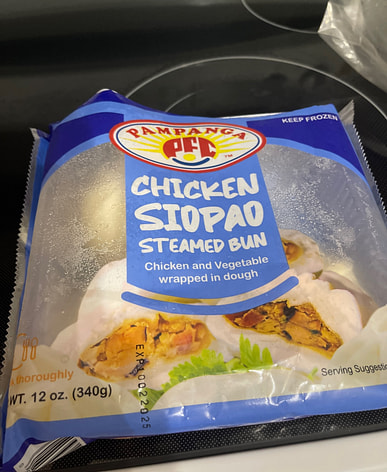 KEEP FROZEN
PAMPANGA
PFC
TM
CHICKEN
SIOPAO
STEAMED BUN
Chicken and Vegetable
wrapped in dough
thoroughly
WT. 12 oz. (340g)
Serving Suggestion